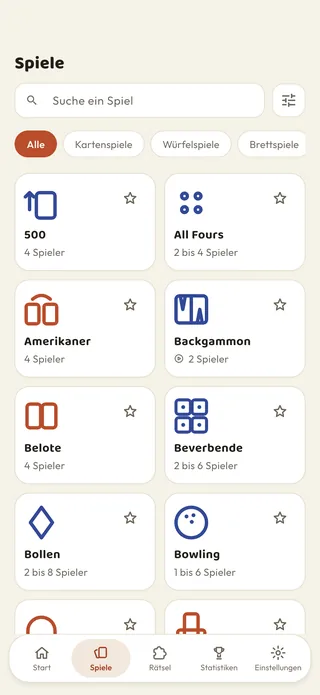 Spiele
Suche ein Spiel
Alle
Kartenspiele
Würfelspiele
Brettspiele
500
4 Spieler
All Fours
2 bis 4 Spieler
Amerikaner
4 Spieler
Backgammon
2 Spieler
Belote
4 Spieler
Beverbende
2 bis 6 Spieler
Bollen
2 bis 8 Spieler
Bowling
1 bis 6 Spieler
Start
Spiele
Rätsel
Statistiken
Einstellungen